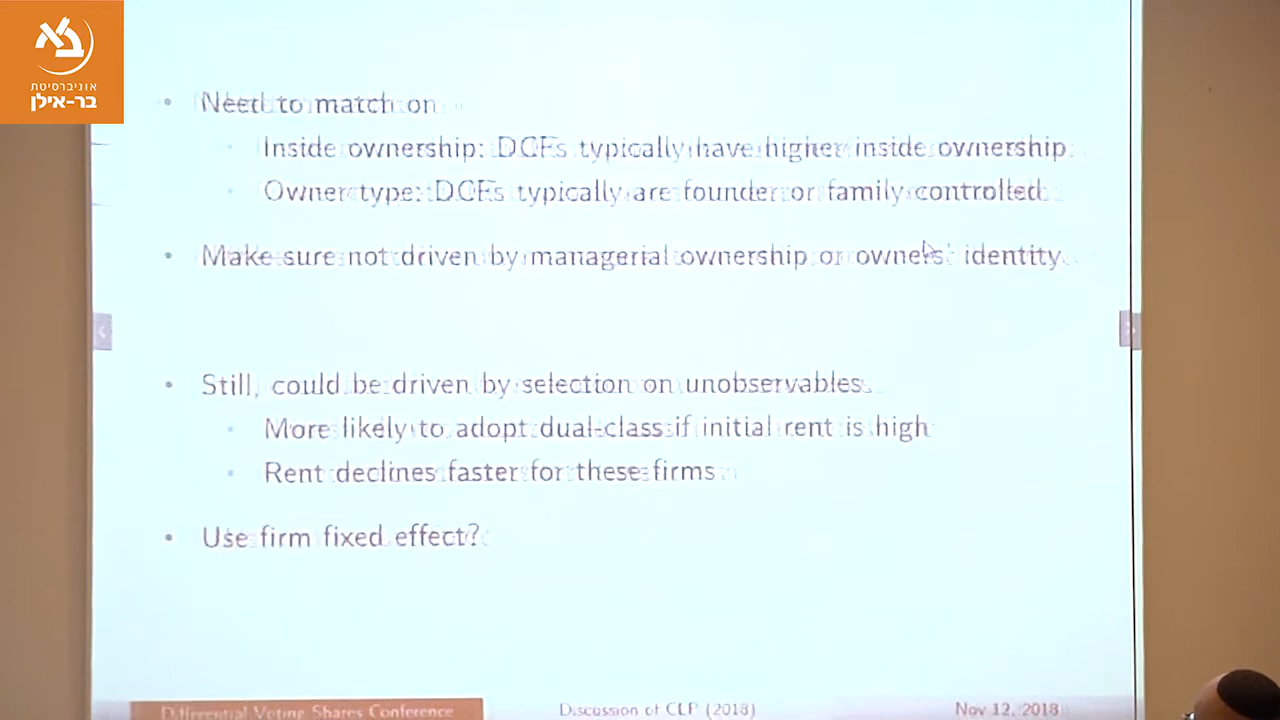 אוניברסיטת
בר-אילן
Need to match on
Inside ownership: DCFs typically have higher inside ownership.
Owner type: DCFs typically are founder or family controlled.
Make sure not driven by managerial ownership or owners' identity.
Still, could be driven by selection on unobservables.
More likely to adopt dual-class if initial rent is high
Rent declines faster for these firms
Use firm fixed effect?
Differential Voting Shares Conference
Discussion of CLP (2018)
Nov 12, 2018